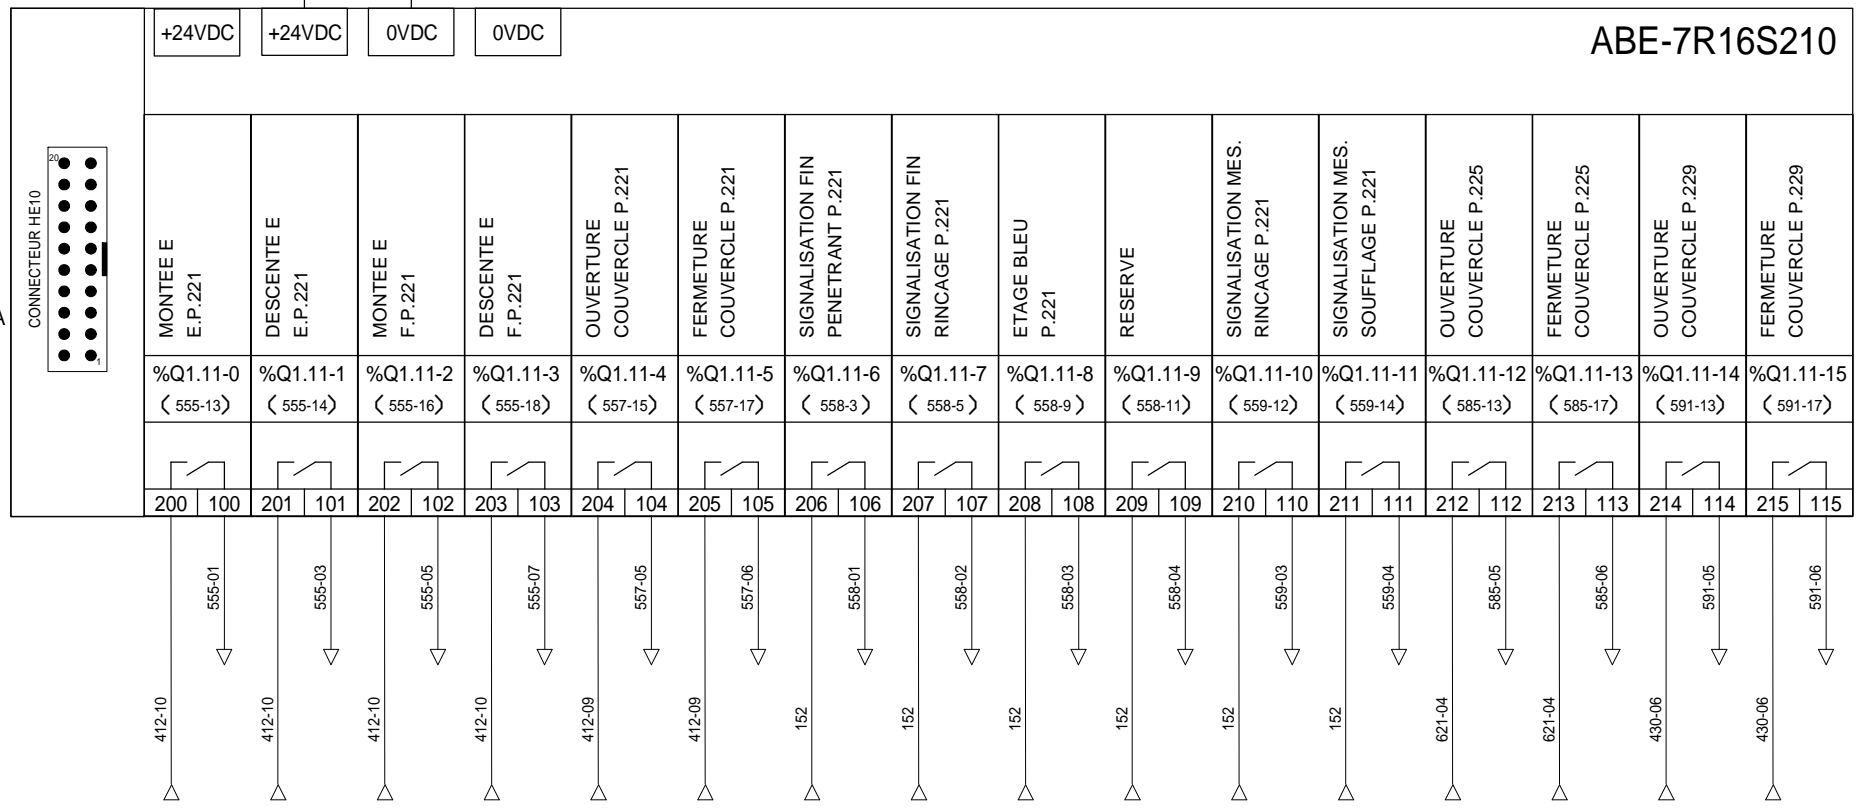 +24VDC +24VDC 0VDC 0VDC
ABE-7R16S210
CONNECTEUR HE10
20
1
A
MONTEE E
E.P.221
DESCENTE E
E.P.221
MONTEE E
F.P.221
DESCENTE E
F.P.221
OUVERTURE
COUVERCLE P.221
FERMETURE
COUVERCLE P.221
SIGNALISATION FIN
PENETRANT P.221
SIGNALISATION FIN
RINCAGE P.221
ETAGE BLEU
P.221
RESERVE
SIGNALISATION MES.
RINCAGE P.221
SIGNALISATION MES.
SOUFFLAGE P.221
OUVERTURE
COUVERCLE P.225
FERMETURE
COUVERCLE P.225
OUVERTURE
COUVERCLE P.229
FERMETURE
COUVERCLE P.229
%Q1.11-0 %Q1.11-1 %Q1.11-2 %Q1.11-3 %Q1.11-4 %Q1.11-5 %Q1.11-6 %Q1.11-7 %Q1.11-8 %Q1.11-9 %Q1.11-10 %Q1.11-11 %Q1.11-12 %Q1.11-13 %Q1.11-14 %Q1.11-15
(555-13) (555-14) (555-16) (555-18) (557-15) (557-17) (558-3) (558-5) (558-9) (558-11) (559-12) (559-14) (585-13) (585-17) (591-13) (591-17)
200 100 201 101 202 102 203 103 204 104 205 105 206 106 207 107 208 108 209 109 210 110 211 111 212 112 213 113 214 114 215 115
555-01 555-03 555-05 555-07 557-05 557-06 558-01 558-02 558-03 558-04 559-03 559-04 585-05 585-06 591-05 591-06
412-10 412-10 412-10 412-10 412-09 412-09 152 152 152 152 152 152 621-04 621-04 430-06 430-06